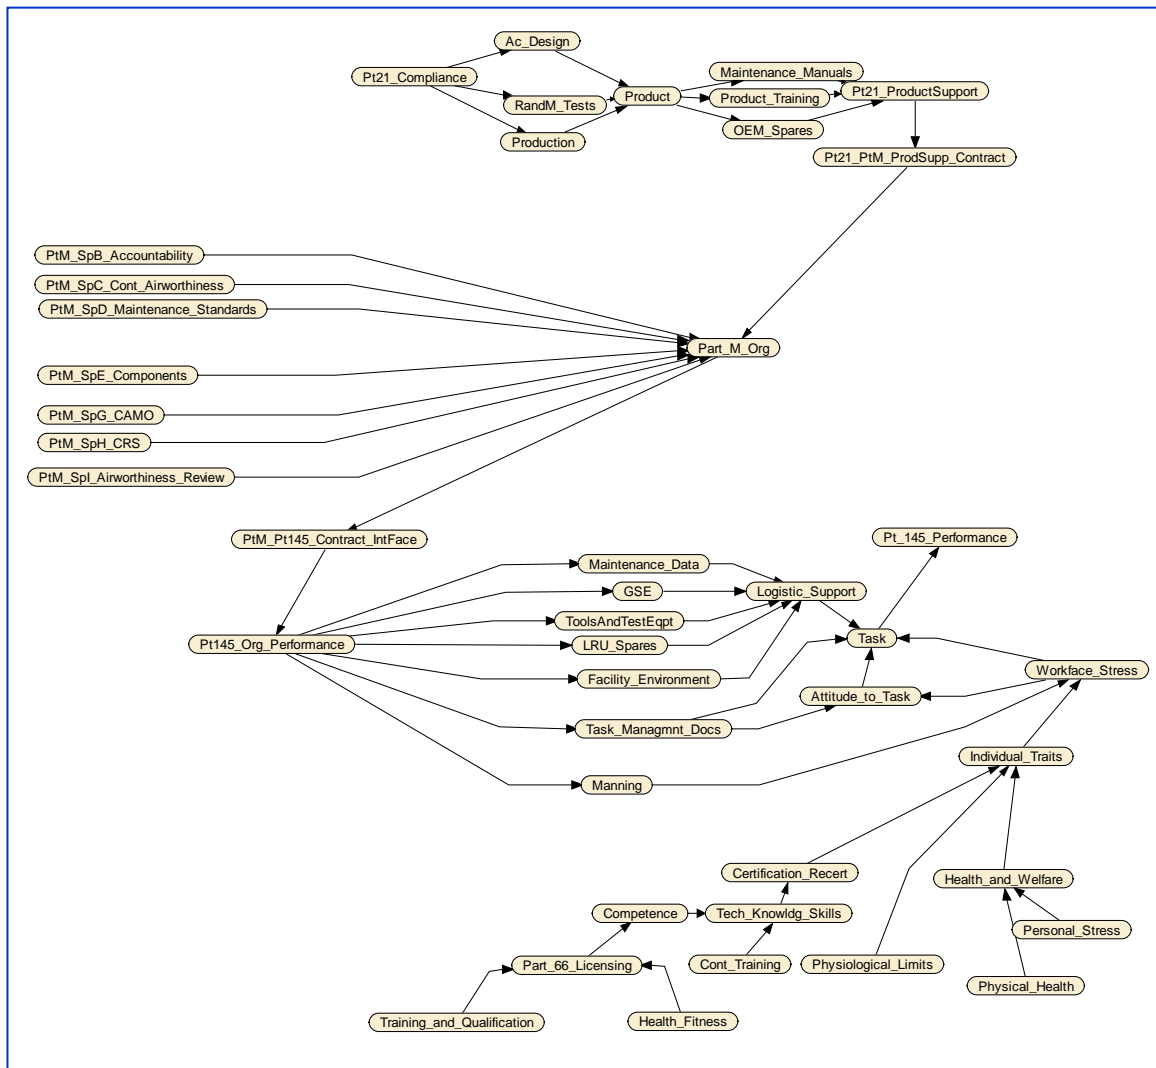 Ac_Design
Pt21_Compliance
Maintenance_Manuals
Pt21_ProductSupport
Product
Product_Training
RandM_Tests
OEM_Spares
Production
Pt21_PtM_ProdSupp_Contract
PtM_SpB_Accountability
PtM_SpC_Cont_Airworthiness
PtM_SpD_Maintenance_Standards
Part_M_Org
PtM_SpE_Components
PtM_SpG_CAMO
PtM_SpH_CRS
PtM_SpI_Airworthiness_Review
PtM_Pt145_Contract_IntFace
Pt_145_Performance
Maintenance_Data
GSE
Logistic_Support
ToolsAndTestEqpt
Task
Pt145_Org_Performance
LRU_Spares
Workface_Stress
Facility_Environment
Attitude_to_Task
Task_Managmnt_Docs
Individual_Traits
Manning
Certification_Recert
Health_and_Welfare
Competence
Tech_Knowldg_Skills
Personal_Stress
Part_66_Licensing
Cont_Training
Physiological_Limits
Physical_Health
Training_and_Qualification
Health_Fitness